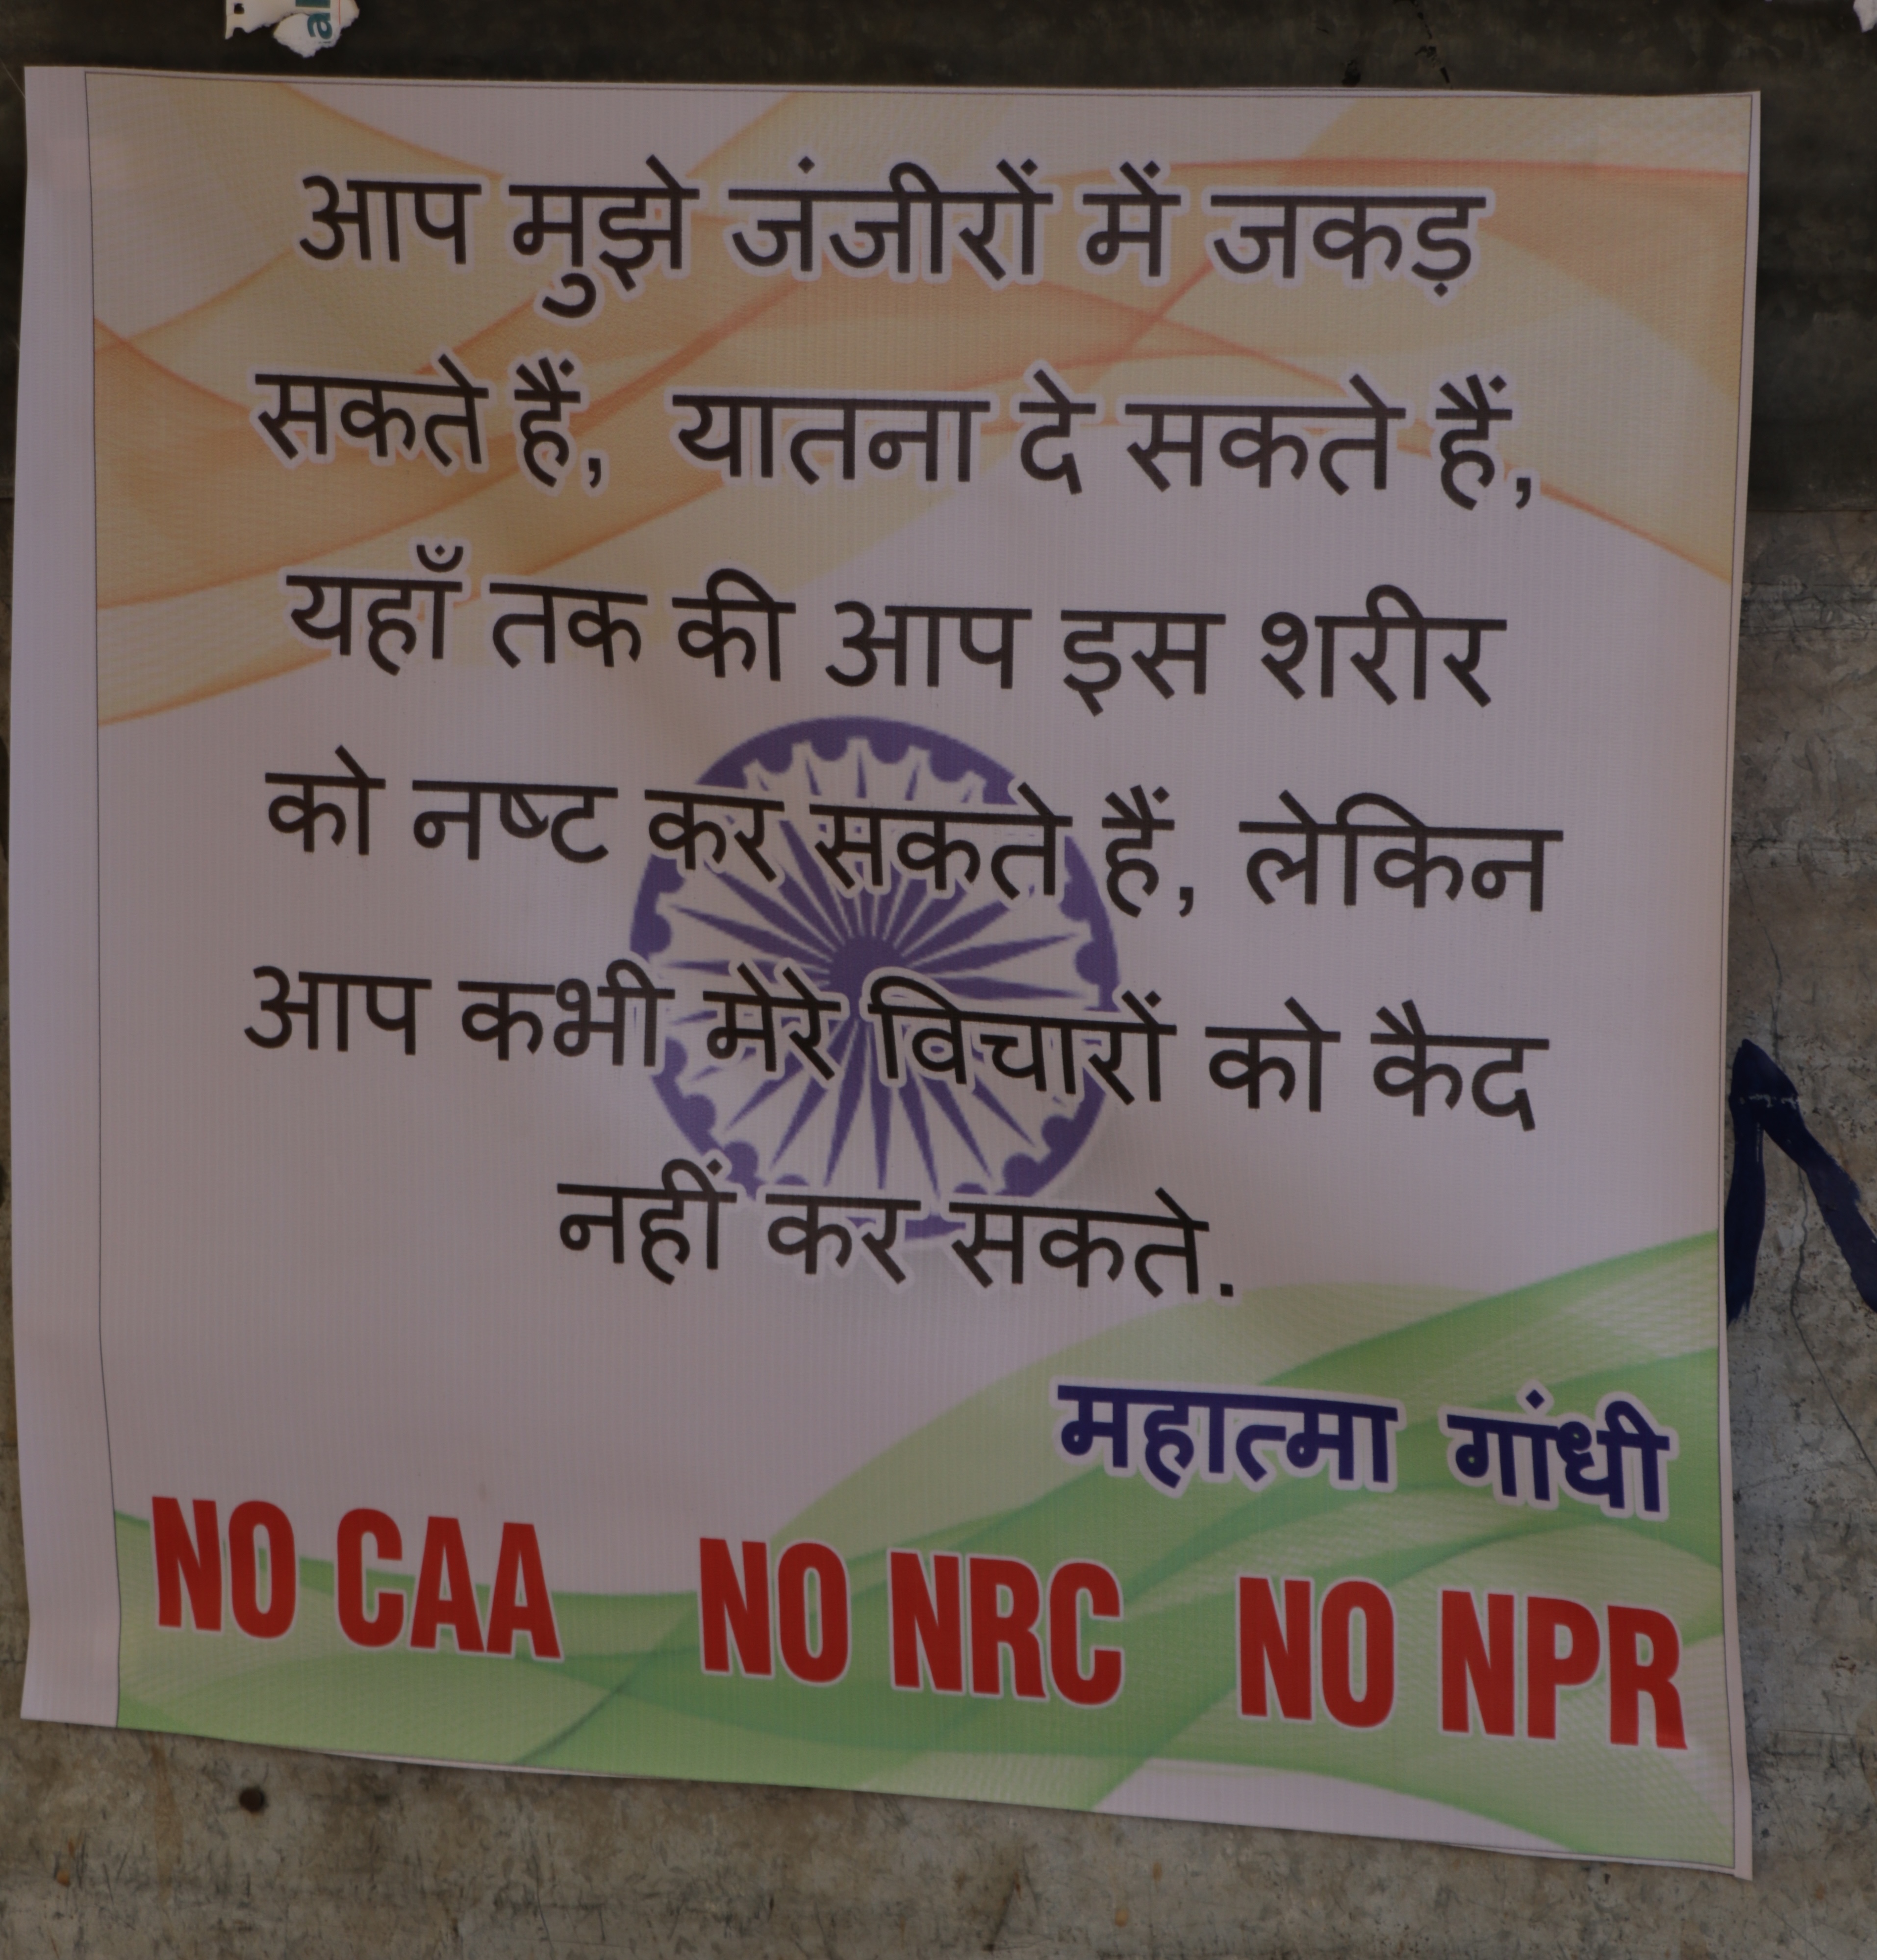 आप मुझे जंजीरों में जकड़
सकते हैं, यातना दे सकते हैं,
यहाँ तक की आप इस शरीर
को नष्ट कर सकते हैं, लेकिन
आप कभी मेरे विचारों को कैद
नहीं कर सकते.
महात्मा गांधी
NO CAA NO NRC NO NPR